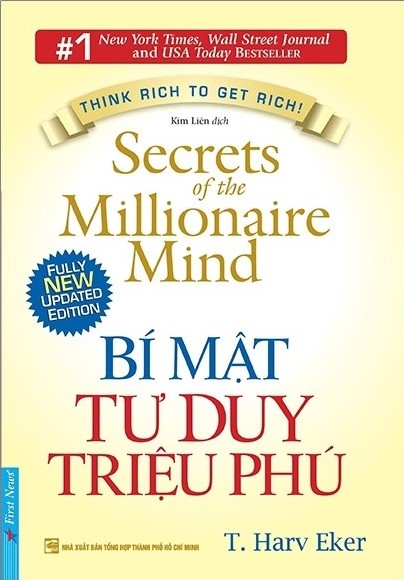 #1 New York Times, Wall Street Journal
and USA Today BESTSELLER
THINK RICH TO GET RICH!
Kim Liên dịch
Secrets
of the
Millionaire
Mind
FULLY
NEW
UPDATED
EDITION
BÍ MẬT
TƯ DUY
TRIỆU PHÚ
First News
NHÀ XUẤT BẢN TỔNG HỢP THÀNH PHỐ HỒ CHÍ MINH
T. Harv Eker